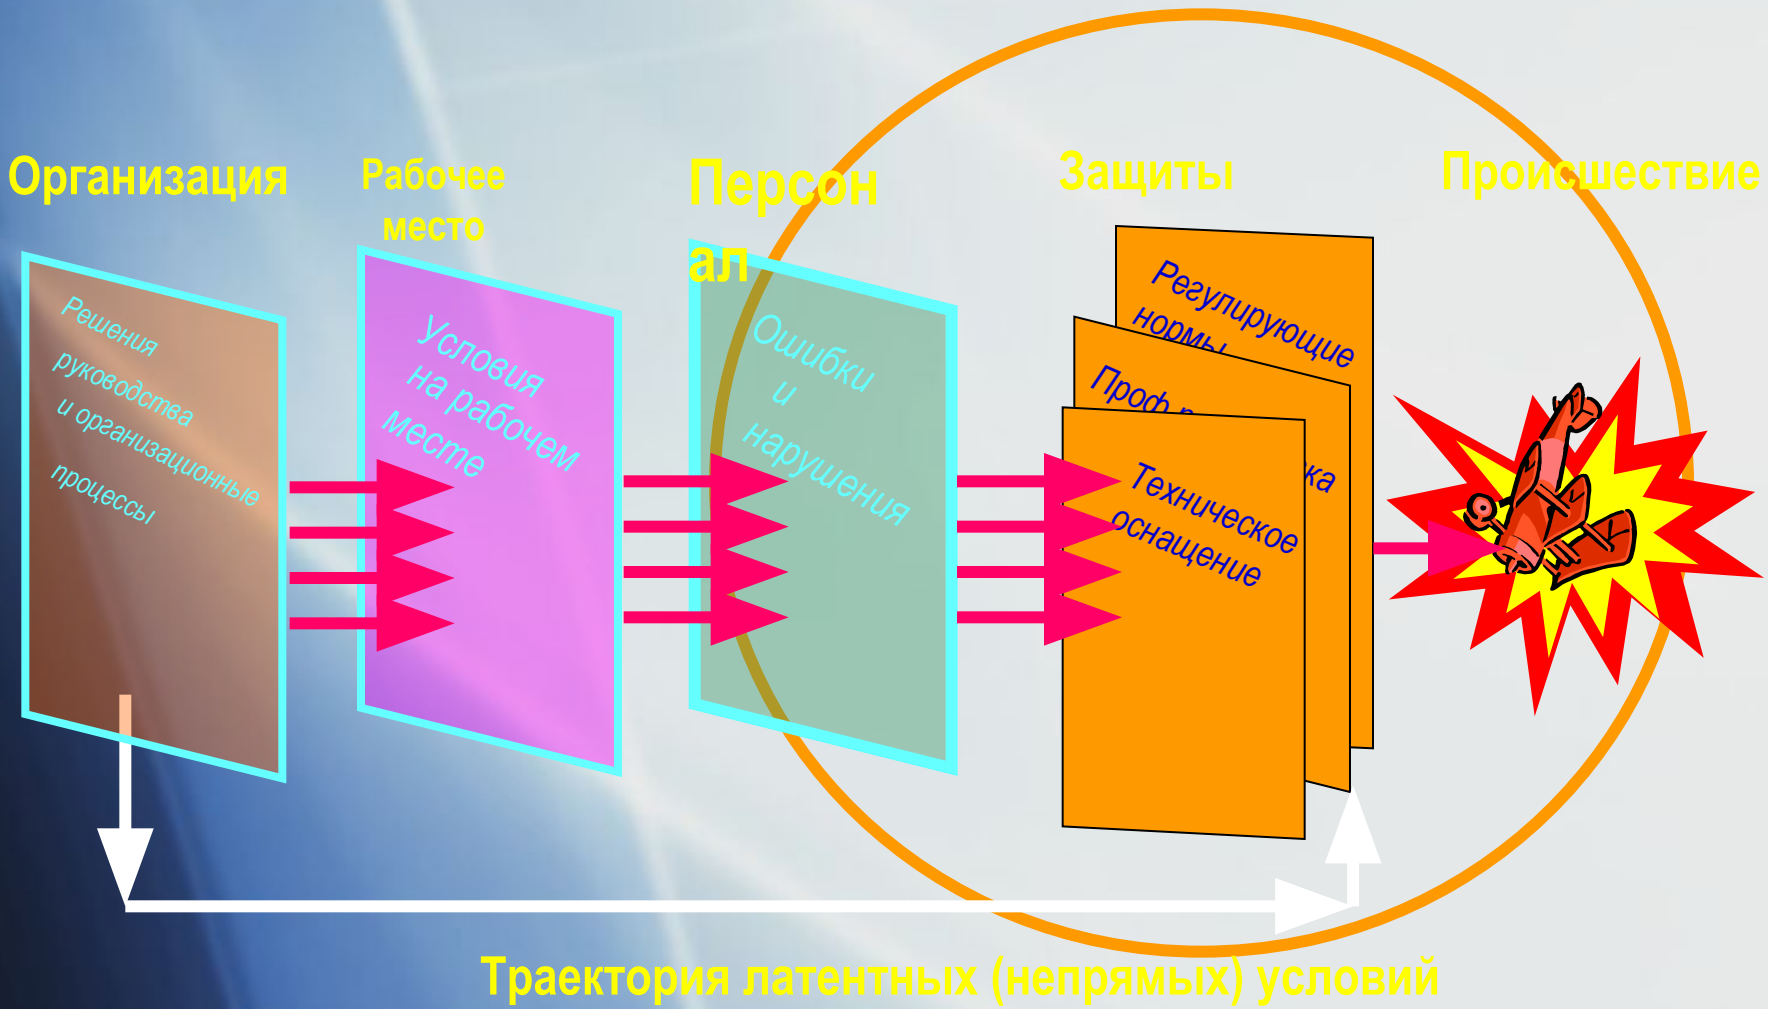 Организация
Рабочее
место
Персон
ал
Защиты
Происшествие
Решения
руководства
и организационные
процессы
Условия
на рабочем
месте
Ошибки
и
нарушения
Регулирующие
нормы
Техническое
оснащение
Траектория латентных (непрямых) условий